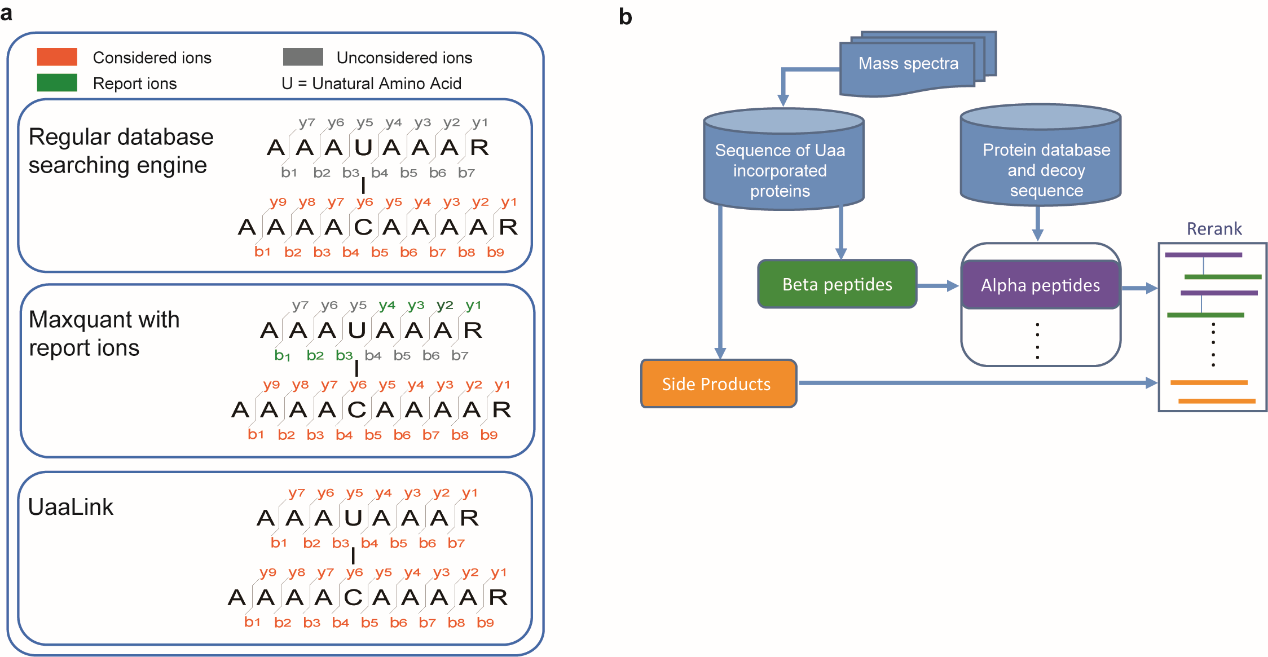 a
Considered ions
Unconsidered ions
Report ions
U = Unatural Amino Acid
Regular database
searching engine
y7 y6 y5 y4 y3 y2 y1
A A A U A A A R
b1 b2 b3 b4 b5 b6 b7
y9 y8 y7 y6 y5 y4 y3 y2 y1
A A A A C A A A A R
b1 b2 b3 b4 b5 b6 b7 b8 b9
Maxquant with
report ions
y7 y6 y5 y4 y3 y2 y1
A A A U A A A R
b1 b2 b3 b4 b5 b6 b7
y9 y8 y7 y6 y5 y4 y3 y2 y1
A A A A C A A A A R
b1 b2 b3 b4 b5 b6 b7 b8 b9
UaaLink
y7 y6 y5 y4 y3 y2 y1
A A A U A A A R
b1 b2 b3 b4 b5 b6 b7
y9 y8 y7 y6 y5 y4 y3 y2 y1
A A A A C A A A A R
b1 b2 b3 b4 b5 b6 b7 b8 b9
b
Mass spectra
Sequence of Uaa
incorporated
proteins
Protein database
and decoy
sequence
Rerank
Beta peptides
Alpha peptides
Side Products